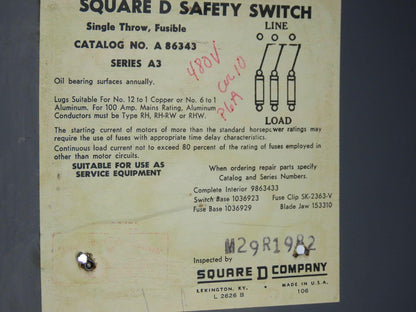 SQUARE D SAFETY SWITCH
Single Throw, Fusible
CATALOG NO. A 86343
SERIES A3
LINE
LOAD
480V
Oil bearing surfaces annually.
Lugs Suitable For No. 12 to 1 Copper or No. 6 to 1
Aluminum. For 100 Amp. Mains Rating, Aluminum
Conductors must be Type RH, RH-RW or RHW.
The starting current of motors of more than the standard horsepower ratings may
require the use of fuses with appropriate time delay characteristics.
Continuous load current not to exceed 80 percent of the rating of fuses employed in
other than motor circuits.
SUITABLE FOR USE AS
SERVICE EQUIPMENT
When ordering repair parts specify
Catalog and Series Numbers.
Complete Interior 9863433
Switch Base 1036923 Fuse Clip SK-2363-V
Fuse Base 1036929 Blade Jaw 153310
M29R1982
Inspected by
SQUARE D COMPANY
LEXINGTON, KY. MADE IN U.S.A.
L 2626 B 106